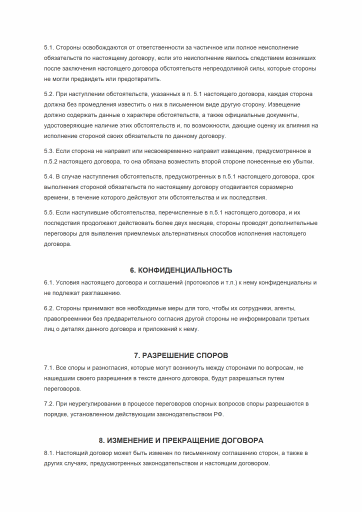 5.1. Стороны освобождаются от ответственности за частичное или полное неисполнение
обязательств по настоящему договору, если это неисполнение явилось следствием возникших
после заключения настоящего договора обстоятельств непреодолимой силы, которые стороны
не могли предвидеть или предотвратить.
5.2. При наступлении обстоятельств, указанных в п. 5.1 настоящего договора, каждая сторона
должна без промедления известить о них в письменном виде другую сторону. Извещение
должно содержать данные о характере обстоятельств, а также официальные документы,
удостоверяющие наличие этих обстоятельств и, по возможности, дающие оценку их влияния на
исполнение стороной своих обязательств по данному договору.
5.3. Если сторона не направит или несвоевременно направит извещение, предусмотренное в
п.5.2 настоящего договора, то она обязана возместить второй стороне понесенные ею убытки.
5.4. В случае наступления обстоятельств, предусмотренных в п.5.1 настоящего договора, срок
выполнения стороной обязательств по настоящему договору отодвигается соразмерно
времени, в течение которого действуют эти обстоятельства и их последствия.
5.5. Если наступившие обстоятельства, перечисленные в п.5.1 настоящего договора, и их
последствия продолжают действовать более двух месяцев, стороны проводят дополнительные
переговоры для выявления приемлемых альтернативных способов исполнения настоящего
договора.
6. КОНФИДЕНЦИАЛЬНОСТЬ
6.1. Условия настоящего договора и соглашений (протоколов и т.п.) к нему конфиденциальны и
не подлежат разглашению.
6.2. Стороны принимают все необходимые меры для того, чтобы их сотрудники, агенты,
правопреемники без предварительного согласия другой стороны не информировали третьих
лиц о деталях данного договора и приложений к нему.
7. РАЗРЕШЕНИЕ СПОРОВ
7.1. Все споры и разногласия, которые могут возникнуть между сторонами по вопросам, не
нашедшим своего разрешения в тексте данного договора, будут разрешаться путем
переговоров.
7.2. При неурегулировании в процессе переговоров спорных вопросов споры разрешаются в
порядке, установленном действующим законодательством РФ.
8. ИЗМЕНЕНИЕ И ПРЕКРАЩЕНИЕ ДОГОВОРА
8.1. Настоящий договор может быть изменен по письменному соглашению сторон, а также в
других случаях, предусмотренных законодательством и настоящим договором.